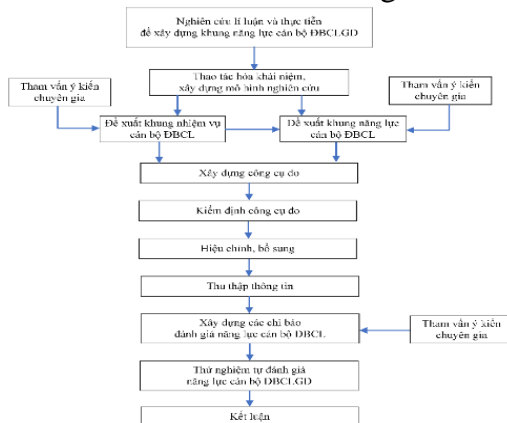 Nghiên cứu lí luận và thực tiễn
để xây dựng khung năng lực cán bộ ĐBCLGD
Thao tác hóa khái niệm,
xây dựng mô hình nghiên cứu
Tham vấn ý kiến
chuyên gia
Tham vấn ý kiến
chuyên gia
Đề xuất khung nhiệm vụ
cán bộ ĐBCL
Đề xuất khung năng lực
cán bộ ĐBCL
Xây dựng công cụ đo
Kiểm định công cụ đo
Hiệu chỉnh, bổ sung
Thu thập thông tin
Xây dựng các chỉ báo
đánh giá năng lực cán bộ ĐBCL
Tham vấn ý kiến
chuyên gia
Thử nghiệm tự đánh giá
năng lực cán bộ ĐBCLGD
Kết luận